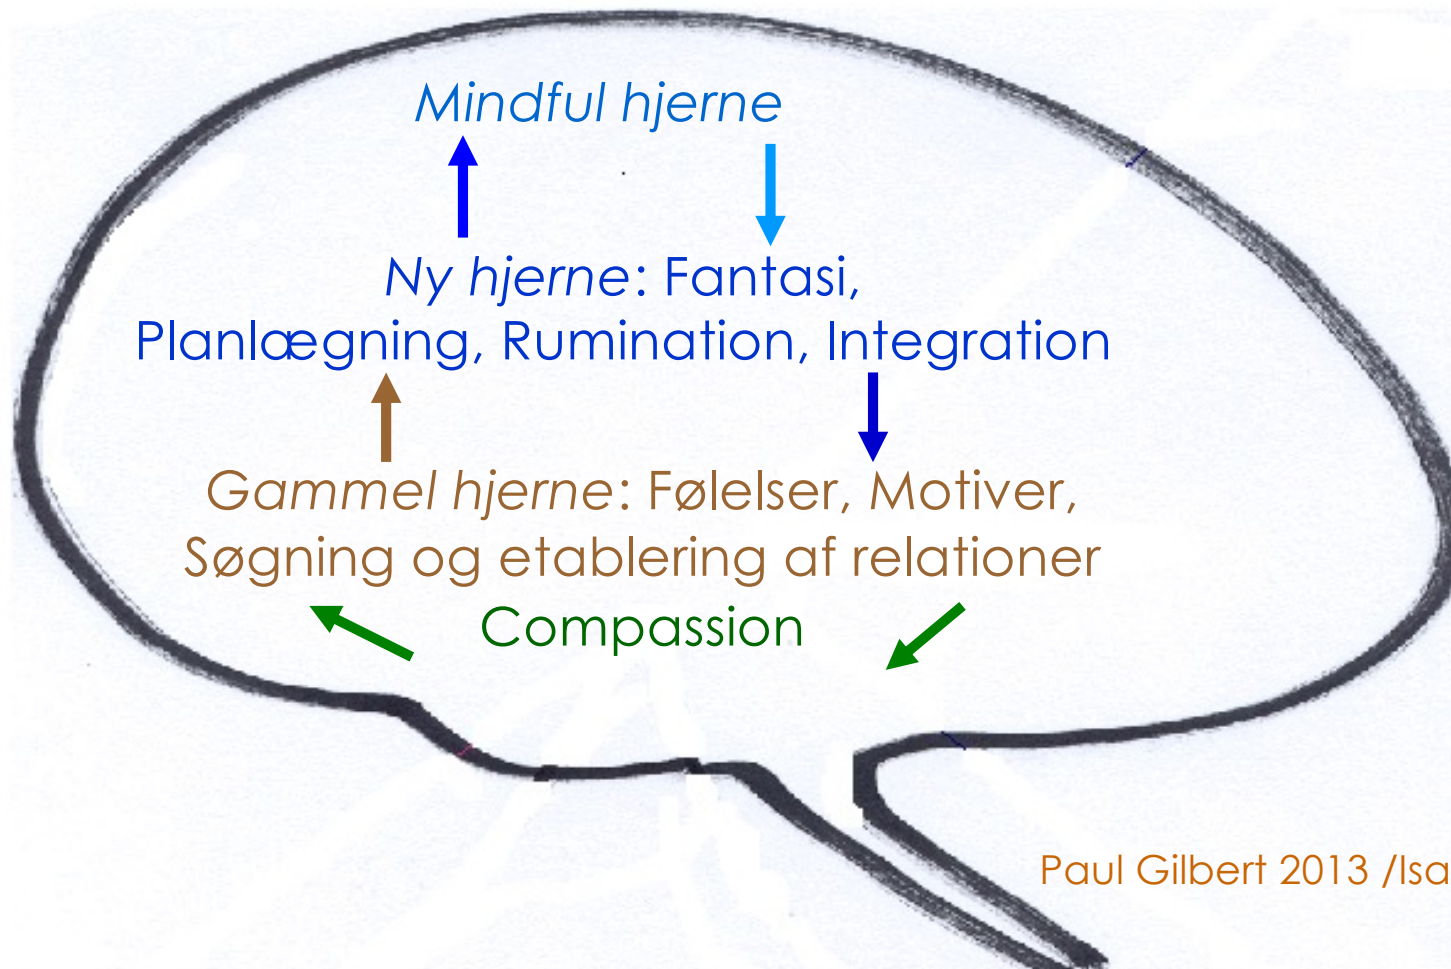 Mindful hjerne
Ny hjerne: Fantasi,
Planlægning, Rumination, Integration
Gammel hjerne: Følelser, Motiver,
Søgning og etablering af relationer
Compassion
Paul Gilbert 2013 /Isa